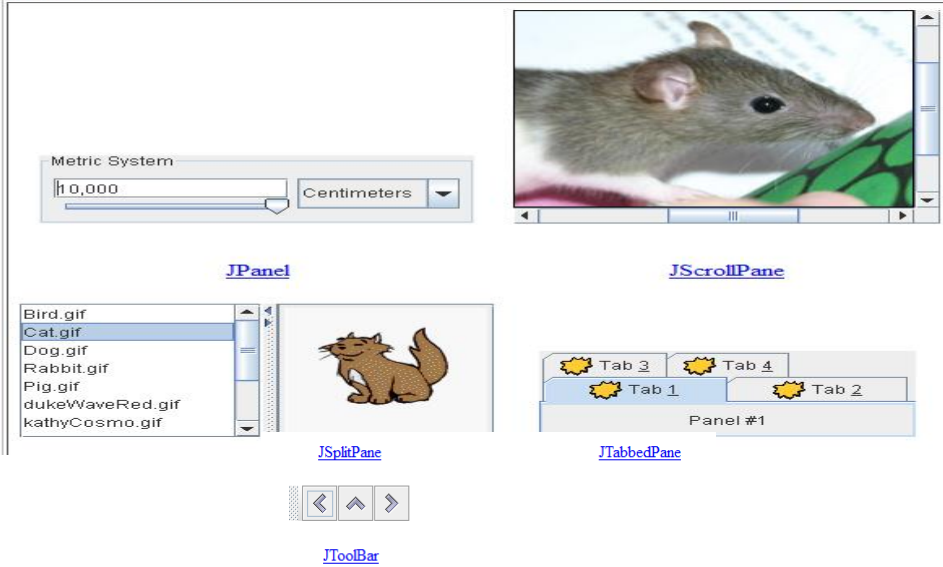 Metric System
10,000
Centimeters
JPanel
JScrollPane
Bird.gif
Cat.gif
Dog.gif
Rabbit.gif
Pig.gif
dukeWaveRed.gif
kathyCosmo.gif
Tab 3
Tab 4
Tab 1
Tab 2
Panel #1
JSplitPane
JTabbedPane
JToolBar